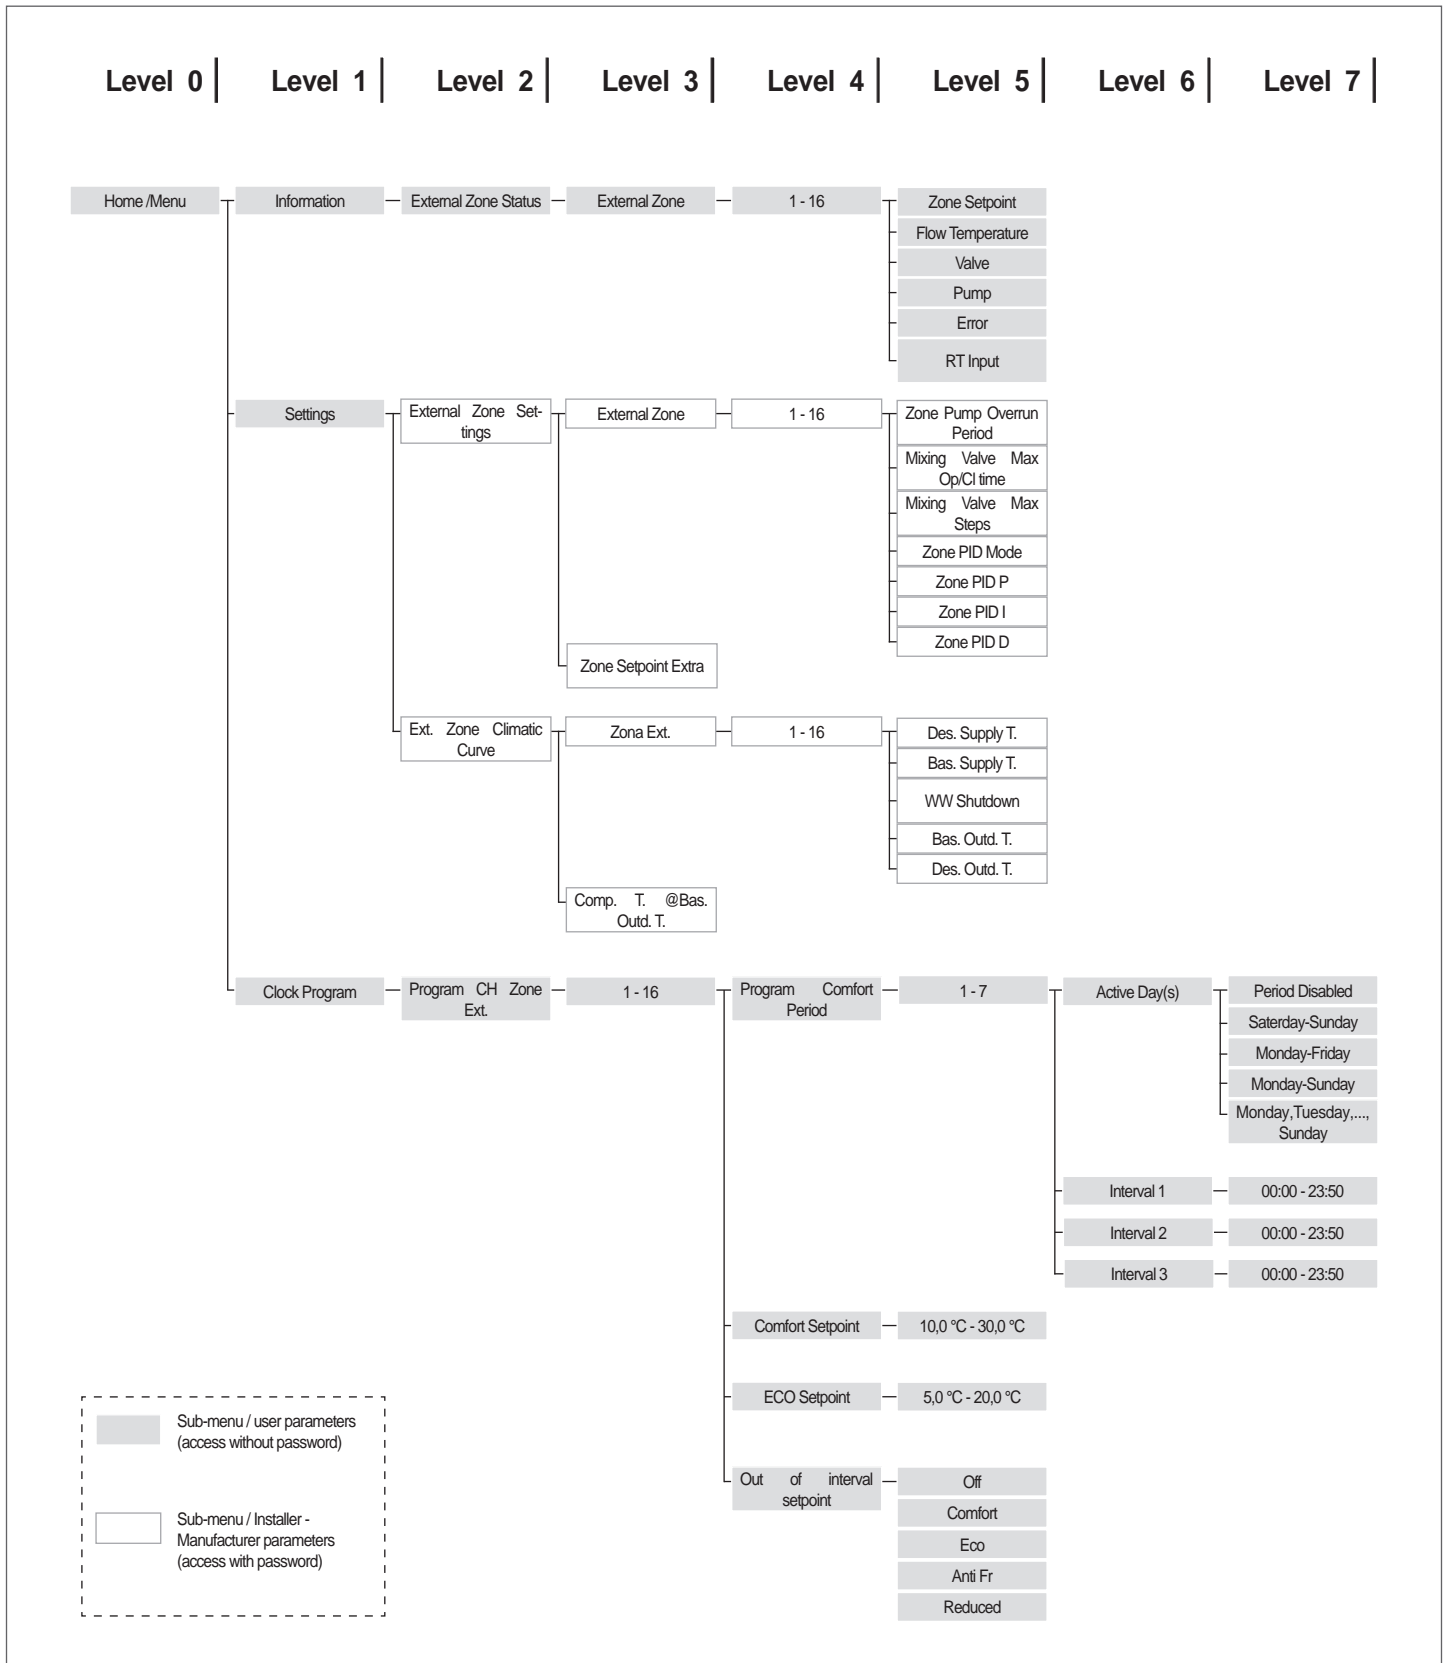 Level 0
Level 1
Level 2
Level 3
Level 4
Level 5
Level 6
Level 7
Home /Menu
Information
External Zone Status
External Zone
1 - 16
Zone Setpoint
Flow Temperature
Valve
Pump
Error
RT Input
Settings
External Zone Set-
tings
External Zone
1 - 16
Zone Pump Overrun
Period
Mixing Valve Max
Op/Cl time
Mixing Valve Max
Steps
Zone PID Mode
Zone PID P
Zone PID I
Zone PID D
Zone Setpoint Extra
Ext. Zone Climatic
Curve
Zona Ext.
1 - 16
Des. Supply T.
Bas. Supply T.
WW Shutdown
Bas. Outd. T.
Des. Outd. T.
Comp. T. @Bas.
Outd. T.
Clock Program
Program CH Zone
Ext.
1 - 16
Program Comfort
Period
1 - 7
Active Day(s)
Period Disabled
Saterday-Sunday
Monday-Friday
Monday-Sunday
Monday,Tuesday,...,
Sunday
Interval 1
00:00 - 23:50
Interval 2
00:00 - 23:50
Interval 3
00:00 - 23:50
Comfort Setpoint
10,0 °C - 30,0 °C
ECO Setpoint
5,0 °C - 20,0 °C
Out of interval
setpoint
Off
Comfort
Eco
Anti Fr
Reduced
Sub-menu / user parameters
(access without password)
Sub-menu / Installer -
Manufacturer parameters
(access with password)